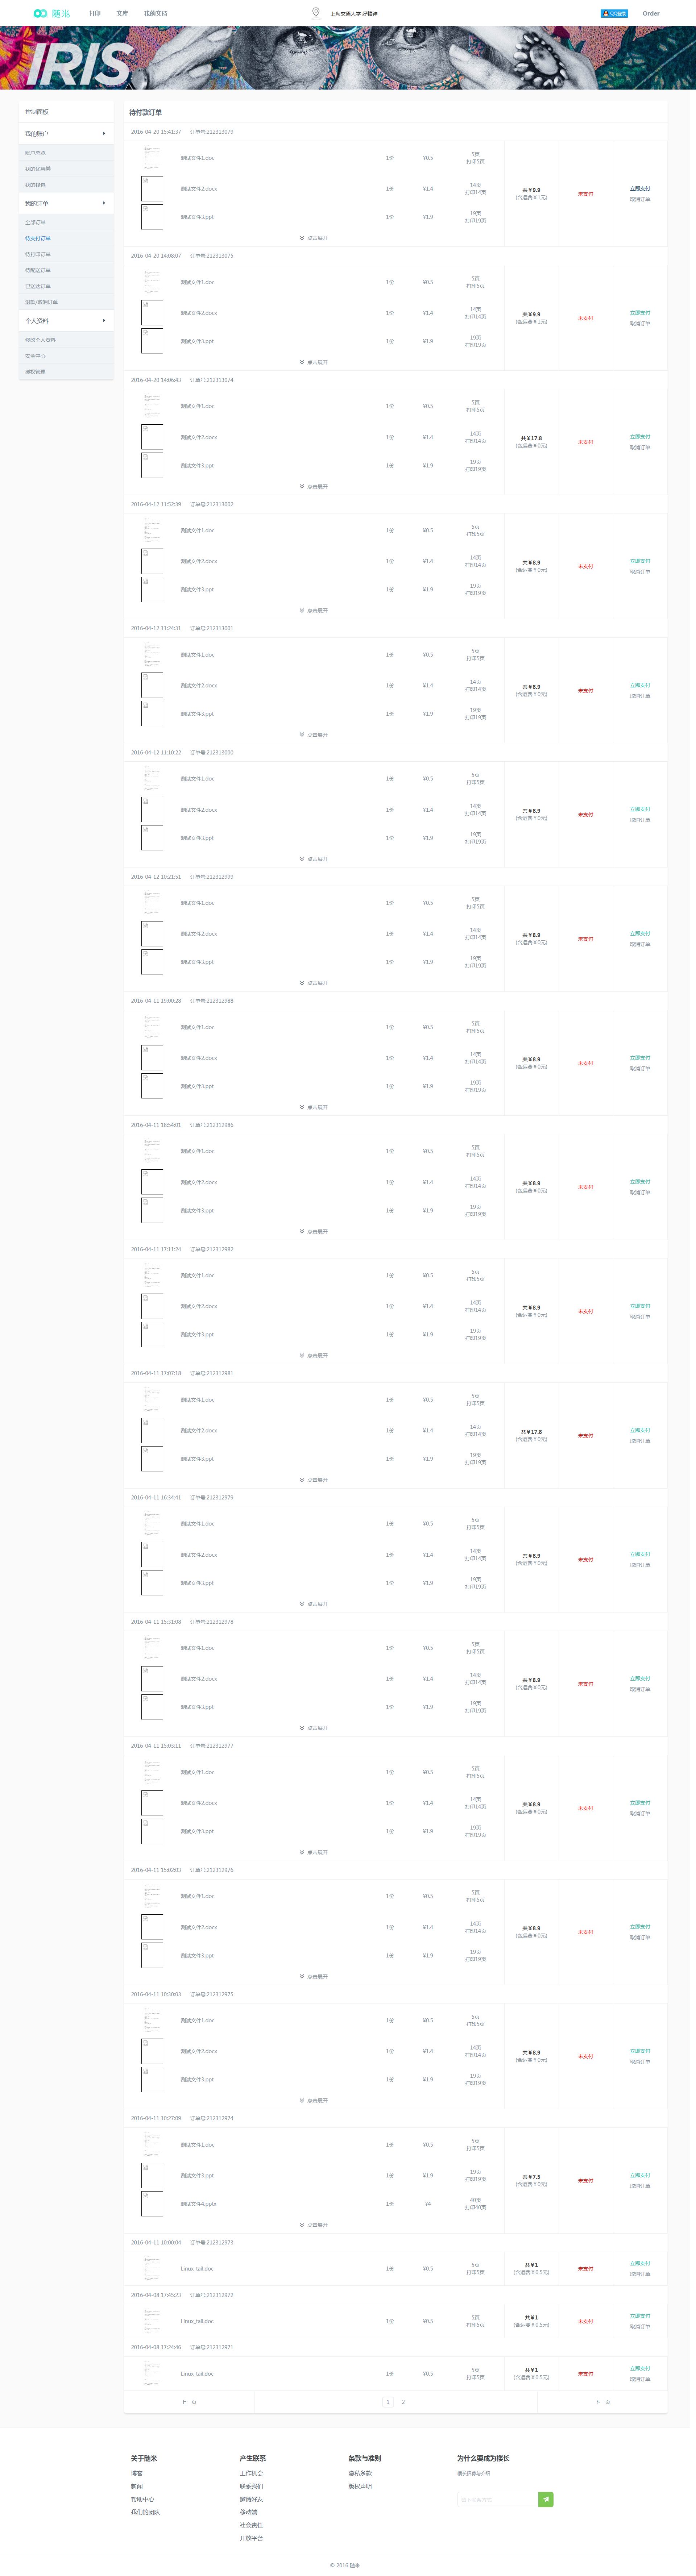 随米
打印 文库 我的文档
上海交通大学
QQ登录
Order
IRIS
控制面板
我的账户
账户信息
我的优惠券
我的钱包
我的订单
全部订单
待支付订单
待打印订单
待配送订单
已送达订单
退款/取消订单
个人资料
修改个人资料
安全中心
授权管理
待付款订单
2016-04-20 15:41:37 订单号:212313079
测试文件1.doc 1份 ¥0.5 5页 打印5页
测试文件2.docx 1份 ¥1.4 14页 打印14页
测试文件3.ppt 1份 ¥1.9 19页 打印19页
共¥9.9
(含运费¥1元)
未支付
立即支付
取消订单
点击展开
2016-04-20 14:08:07 订单号:212313075
测试文件1.doc 1份 ¥0.5 5页 打印5页
测试文件2.docx 1份 ¥1.4 14页 打印14页
测试文件3.ppt 1份 ¥1.9 19页 打印19页
共¥9.9
(含运费¥1元)
未支付
立即支付
取消订单
点击展开
2016-04-20 14:06:43 订单号:212313074
测试文件1.doc 1份 ¥0.5 5页 打印5页
测试文件2.docx 1份 ¥1.4 14页 打印14页
测试文件3.ppt 1份 ¥1.9 19页 打印19页
共¥17.8
(含运费¥0元)
未支付
立即支付
取消订单
点击展开
2016-04-12 11:52:39 订单号:212313002
测试文件1.doc 1份 ¥0.5 5页 打印5页
测试文件2.docx 1份 ¥1.4 14页 打印14页
测试文件3.ppt 1份 ¥1.9 19页 打印19页
共¥8.9
(含运费¥0元)
未支付
立即支付
取消订单
点击展开
2016-04-12 11:24:31 订单号:212313001
测试文件1.doc 1份 ¥0.5 5页 打印5页
测试文件2.docx 1份 ¥1.4 14页 打印14页
测试文件3.ppt 1份 ¥1.9 19页 打印19页
共¥8.9
(含运费¥0元)
未支付
立即支付
取消订单
点击展开
2016-04-12 11:10:22 订单号:212313000
测试文件1.doc 1份 ¥0.5 5页 打印5页
测试文件2.docx 1份 ¥1.4 14页 打印14页
测试文件3.ppt 1份 ¥1.9 19页 打印19页
共¥8.9
(含运费¥0元)
未支付
立即支付
取消订单
点击展开
2016-04-12 10:21:51 订单号:212312999
测试文件1.doc 1份 ¥0.5 5页 打印5页
测试文件2.docx 1份 ¥1.4 14页 打印14页
测试文件3.ppt 1份 ¥1.9 19页 打印19页
共¥8.9
(含运费¥0元)
未支付
立即支付
取消订单
点击展开
2016-04-11 19:00:28 订单号:212312988
测试文件1.doc 1份 ¥0.5 5页 打印5页
测试文件2.docx 1份 ¥1.4 14页 打印14页
测试文件3.ppt 1份 ¥1.9 19页 打印19页
共¥8.9
(含运费¥0元)
未支付
立即支付
取消订单
点击展开
2016-04-11 18:54:01 订单号:212312986
测试文件1.doc 1份 ¥0.5 5页 打印5页
测试文件2.docx 1份 ¥1.4 14页 打印14页
测试文件3.ppt 1份 ¥1.9 19页 打印19页
共¥8.9
(含运费¥0元)
未支付
立即支付
取消订单
点击展开
2016-04-11 17:11:24 订单号:212312982
测试文件1.doc 1份 ¥0.5 5页 打印5页
测试文件2.docx 1份 ¥1.4 14页 打印14页
测试文件3.ppt 1份 ¥1.9 19页 打印19页
共¥8.9
(含运费¥0元)
未支付
立即支付
取消订单
点击展开
2016-04-11 17:07:18 订单号:212312981
测试文件1.doc 1份 ¥0.5 5页 打印5页
测试文件2.docx 1份 ¥1.4 14页 打印14页
测试文件3.ppt 1份 ¥1.9 19页 打印19页
共¥17.8
(含运费¥0元)
未支付
立即支付
取消订单
点击展开
2016-04-11 16:34:41 订单号:212312979
测试文件1.doc 1份 ¥0.5 5页 打印5页
测试文件2.docx 1份 ¥1.4 14页 打印14页
测试文件3.ppt 1份 ¥1.9 19页 打印19页
共¥8.9
(含运费¥0元)
未支付
立即支付
取消订单
点击展开
2016-04-11 15:31:08 订单号:212312978
测试文件1.doc 1份 ¥0.5 5页 打印5页
测试文件2.docx 1份 ¥1.4 14页 打印14页
测试文件3.ppt 1份 ¥1.9 19页 打印19页
共¥8.9
(含运费¥0元)
未支付
立即支付
取消订单
点击展开
2016-04-11 15:03:11 订单号:212312977
测试文件1.doc 1份 ¥0.5 5页 打印5页
测试文件2.docx 1份 ¥1.4 14页 打印14页
测试文件3.ppt 1份 ¥1.9 19页 打印19页
共¥8.9
(含运费¥0元)
未支付
立即支付
取消订单
点击展开
2016-04-11 15:02:03 订单号:212312976
测试文件1.doc 1份 ¥0.5 5页 打印5页
测试文件2.docx 1份 ¥1.4 14页 打印14页
测试文件3.ppt 1份 ¥1.9 19页 打印19页
共¥8.9
(含运费¥0元)
未支付
立即支付
取消订单
点击展开
2016-04-11 10:30:03 订单号:212312975
测试文件1.doc 1份 ¥0.5 5页 打印5页
测试文件2.docx 1份 ¥1.4 14页 打印14页
测试文件3.ppt 1份 ¥1.9 19页 打印19页
共¥8.9
(含运费¥0元)
未支付
立即支付
取消订单
点击展开
2016-04-11 10:27:09 订单号:212312974
测试文件1.doc 1份 ¥0.5 5页 打印5页
测试文件3.ppt 1份 ¥1.9 19页 打印19页
测试文件4.pptx 1份 ¥4 40页 打印40页
共¥7.5
(含运费¥0元)
未支付
立即支付
取消订单
点击展开
2016-04-11 10:00:04 订单号:212312973
Linux_tail.doc 1份 ¥0.5 5页 打印5页
共¥1
(含运费¥0.5元)
未支付
立即支付
取消订单
2016-04-08 17:45:23 订单号:212312972
Linux_tail.doc 1份 ¥0.5 5页 打印5页
共¥1
(含运费¥0.5元)
未支付
立即支付
取消订单
2016-04-08 17:24:46 订单号:212312971
Linux_tail.doc 1份 ¥0.5 5页 打印5页
共¥1
(含运费¥0.5元)
未支付
立即支付
取消订单
上一页 1 2 下一页
关于随米
博客
新闻
帮助中心
我们的团队
产生联系
工作机会
联系我们
邀请好友
移动端
社会责任
开放平台
条款与准则
隐私条款
版权声明
为什么要成为楼长
楼长招募与介绍
留下联系方式
© 2016 随米